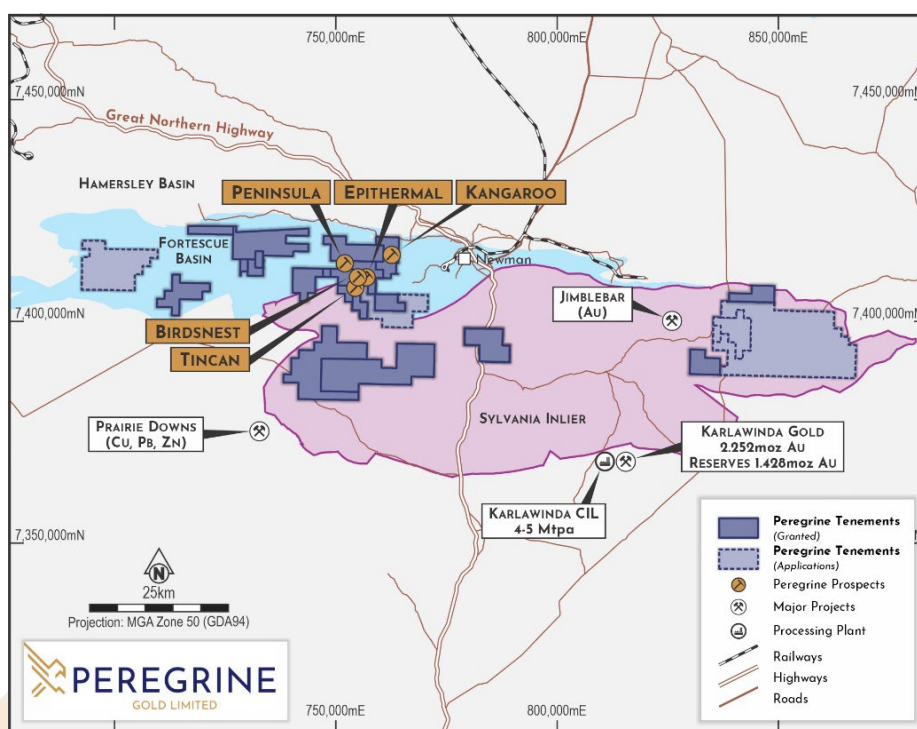 750,000mE
800,000mE
850,000mE
7,450,000mN
7,450,000m
Great Northern Highway
Hamersley Basin
Peninsula
Epithermal
Kangaroo
Fortescue
Basin
Newman
Jimblebar
(Au)
7,400,000mN
7,400,000m
Birdsnest
Tincan
Prairie Downs
(Cu, Pb, Zn)
Sylvania Inlier
Karlawinda Gold
2.252moz Au
Reserves 1.428moz Au
Karlawinda CIL
4-5 Mtpa
7,350,000mN
N
25km
Projection: MGA Zone 50 (GDA94)
Peregrine Tenements
(Granted)
Peregrine Tenements
(Applications)
Peregrine Prospects
Major Projects
Processing Plant
Railways
Highways
Roads
PEREGRINE
GOLD LIMITED
750,000mE
800,000mE